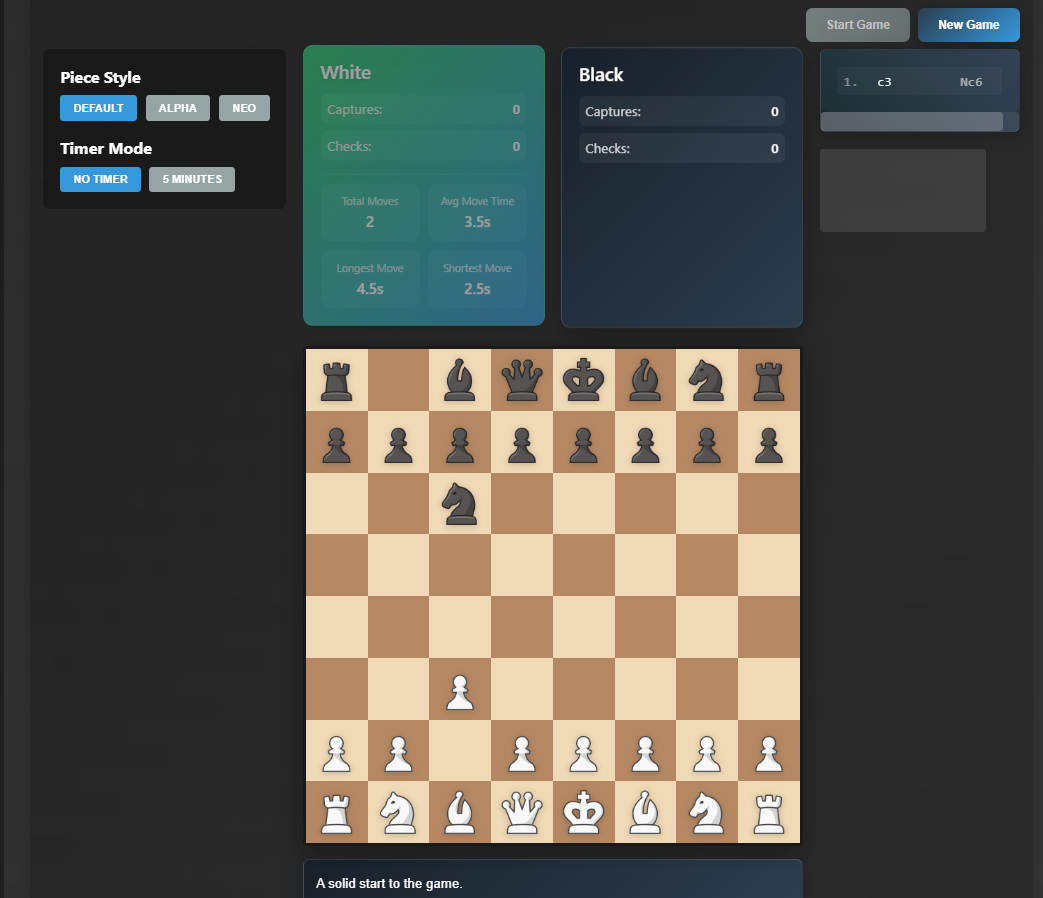 Start Game
New Game
Piece Style
DEFAULT
ALPHA
NEO
Timer Mode
NO TIMER
5 MINUTES
White
Captures: 0
Checks: 0
Total Moves
2
Avg Move Time
3.5s
Longest Move
4.5s
Shortest Move
2.5s
Black
Captures: 0
Checks: 0
1. c3 Nc6
A solid start to the game.